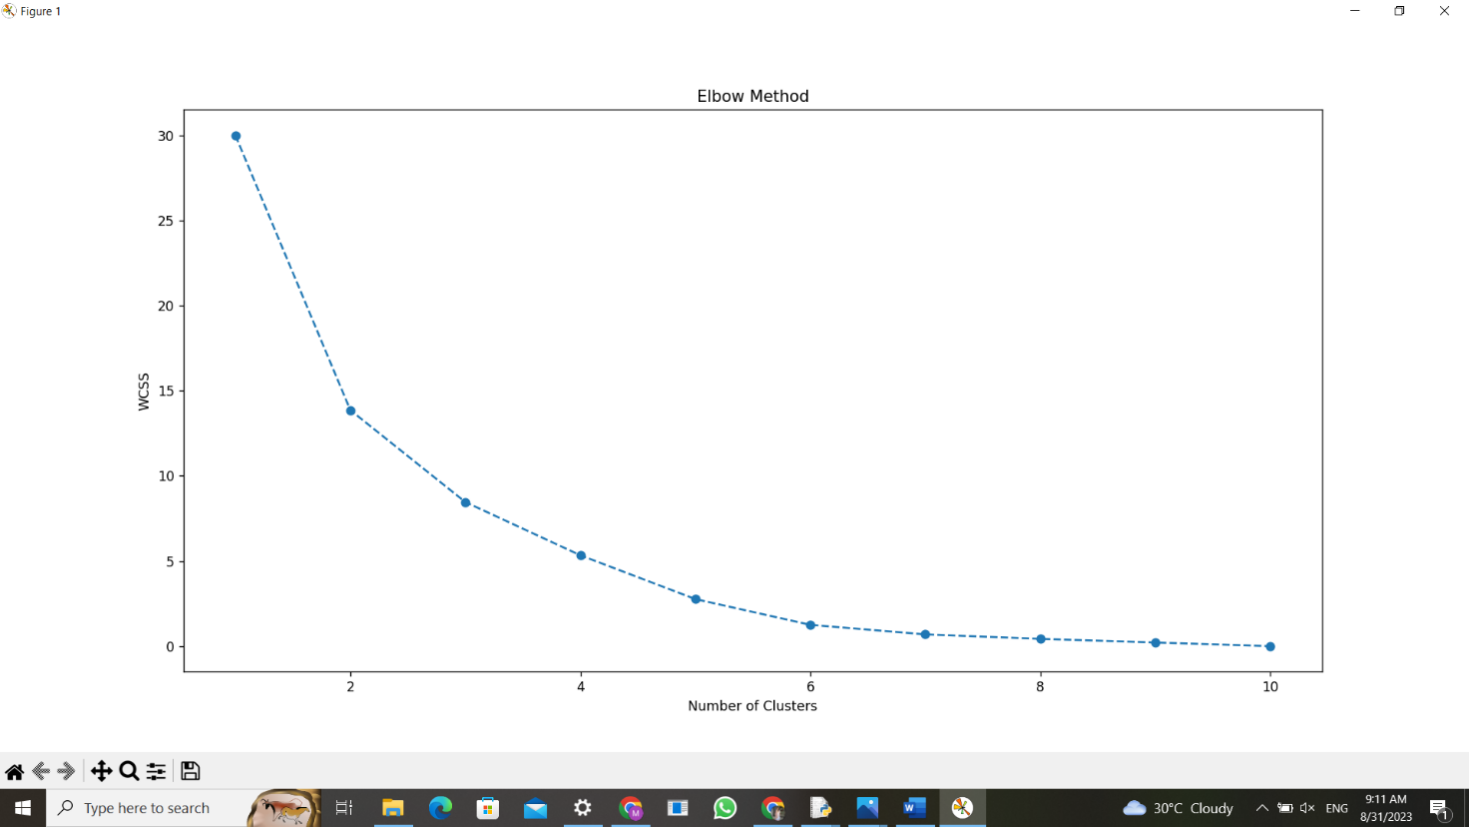 Figure 1
Elbow Method
30
25
20
15
10
5
0
WCSS
2 4 6 8 10
Number of Clusters
Type here to search
30°C Cloudy
ENG
9:11 AM
8/31/2023
1